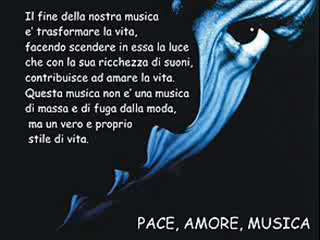 Il fine della nostra musica
e' trasformare la vita,
facendo scendere in essa la luce
che con la sua ricchezza di suoni,
contribuisce ad amare la vita.
Questa musica non e' una musica
di massa e di fuga dalla moda,
ma un vero e proprio
stile di vita.
PACE, AMORE, MUSICA